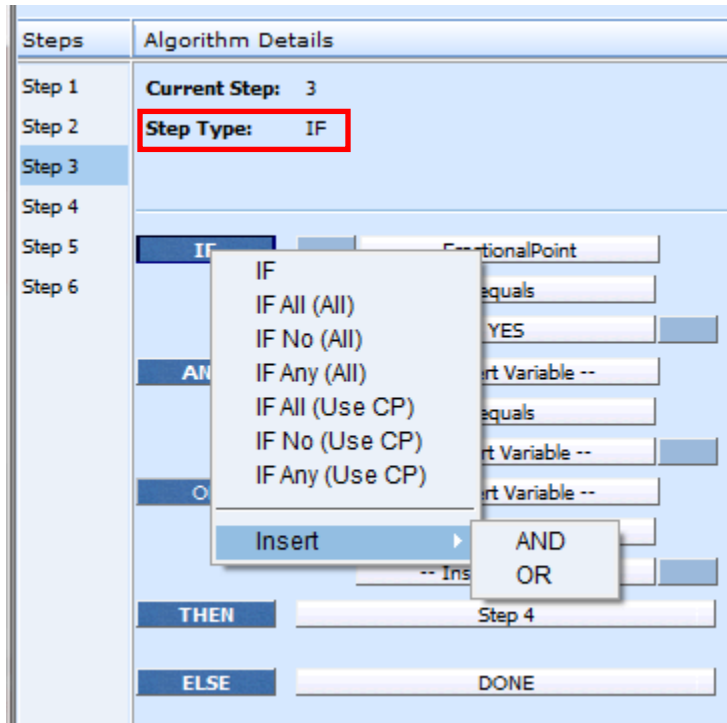 Steps
Algorithm Details
Step 1
Step 2
Step 3
Step 4
Step 5
Step 6
Current Step: 3
Step Type: IF
IF
equals
YES
equals
THEN
Step 4
ELSE
DONE
IF
IF All (All)
IF No (All)
IF Any (All)
IF All (Use CP)
IF No (Use CP)
IF Any (Use CP)
Insert
AND
OR